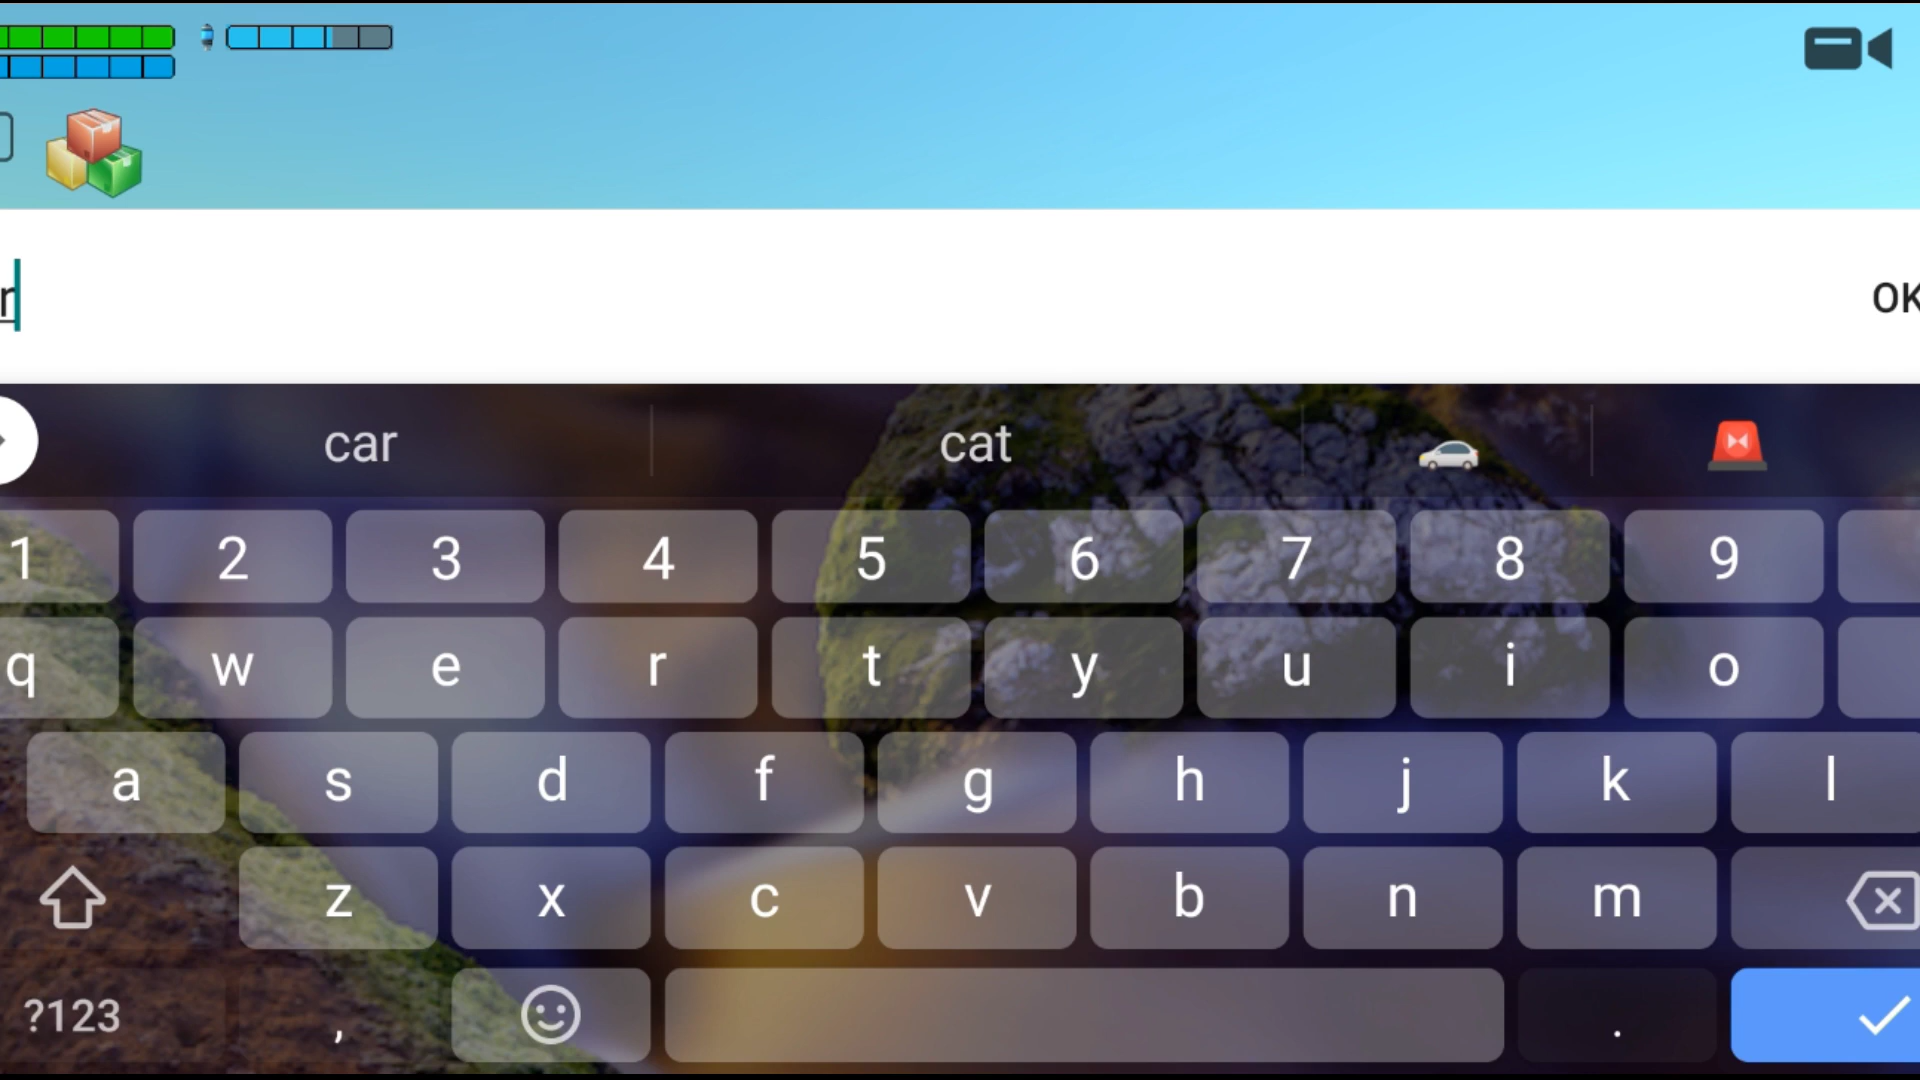 r
OK
car cat
1 2 3 4 5 6 7 8 9
q w e r t y u i o
a s d f g h j k l
z x c v b n m
?123 , .